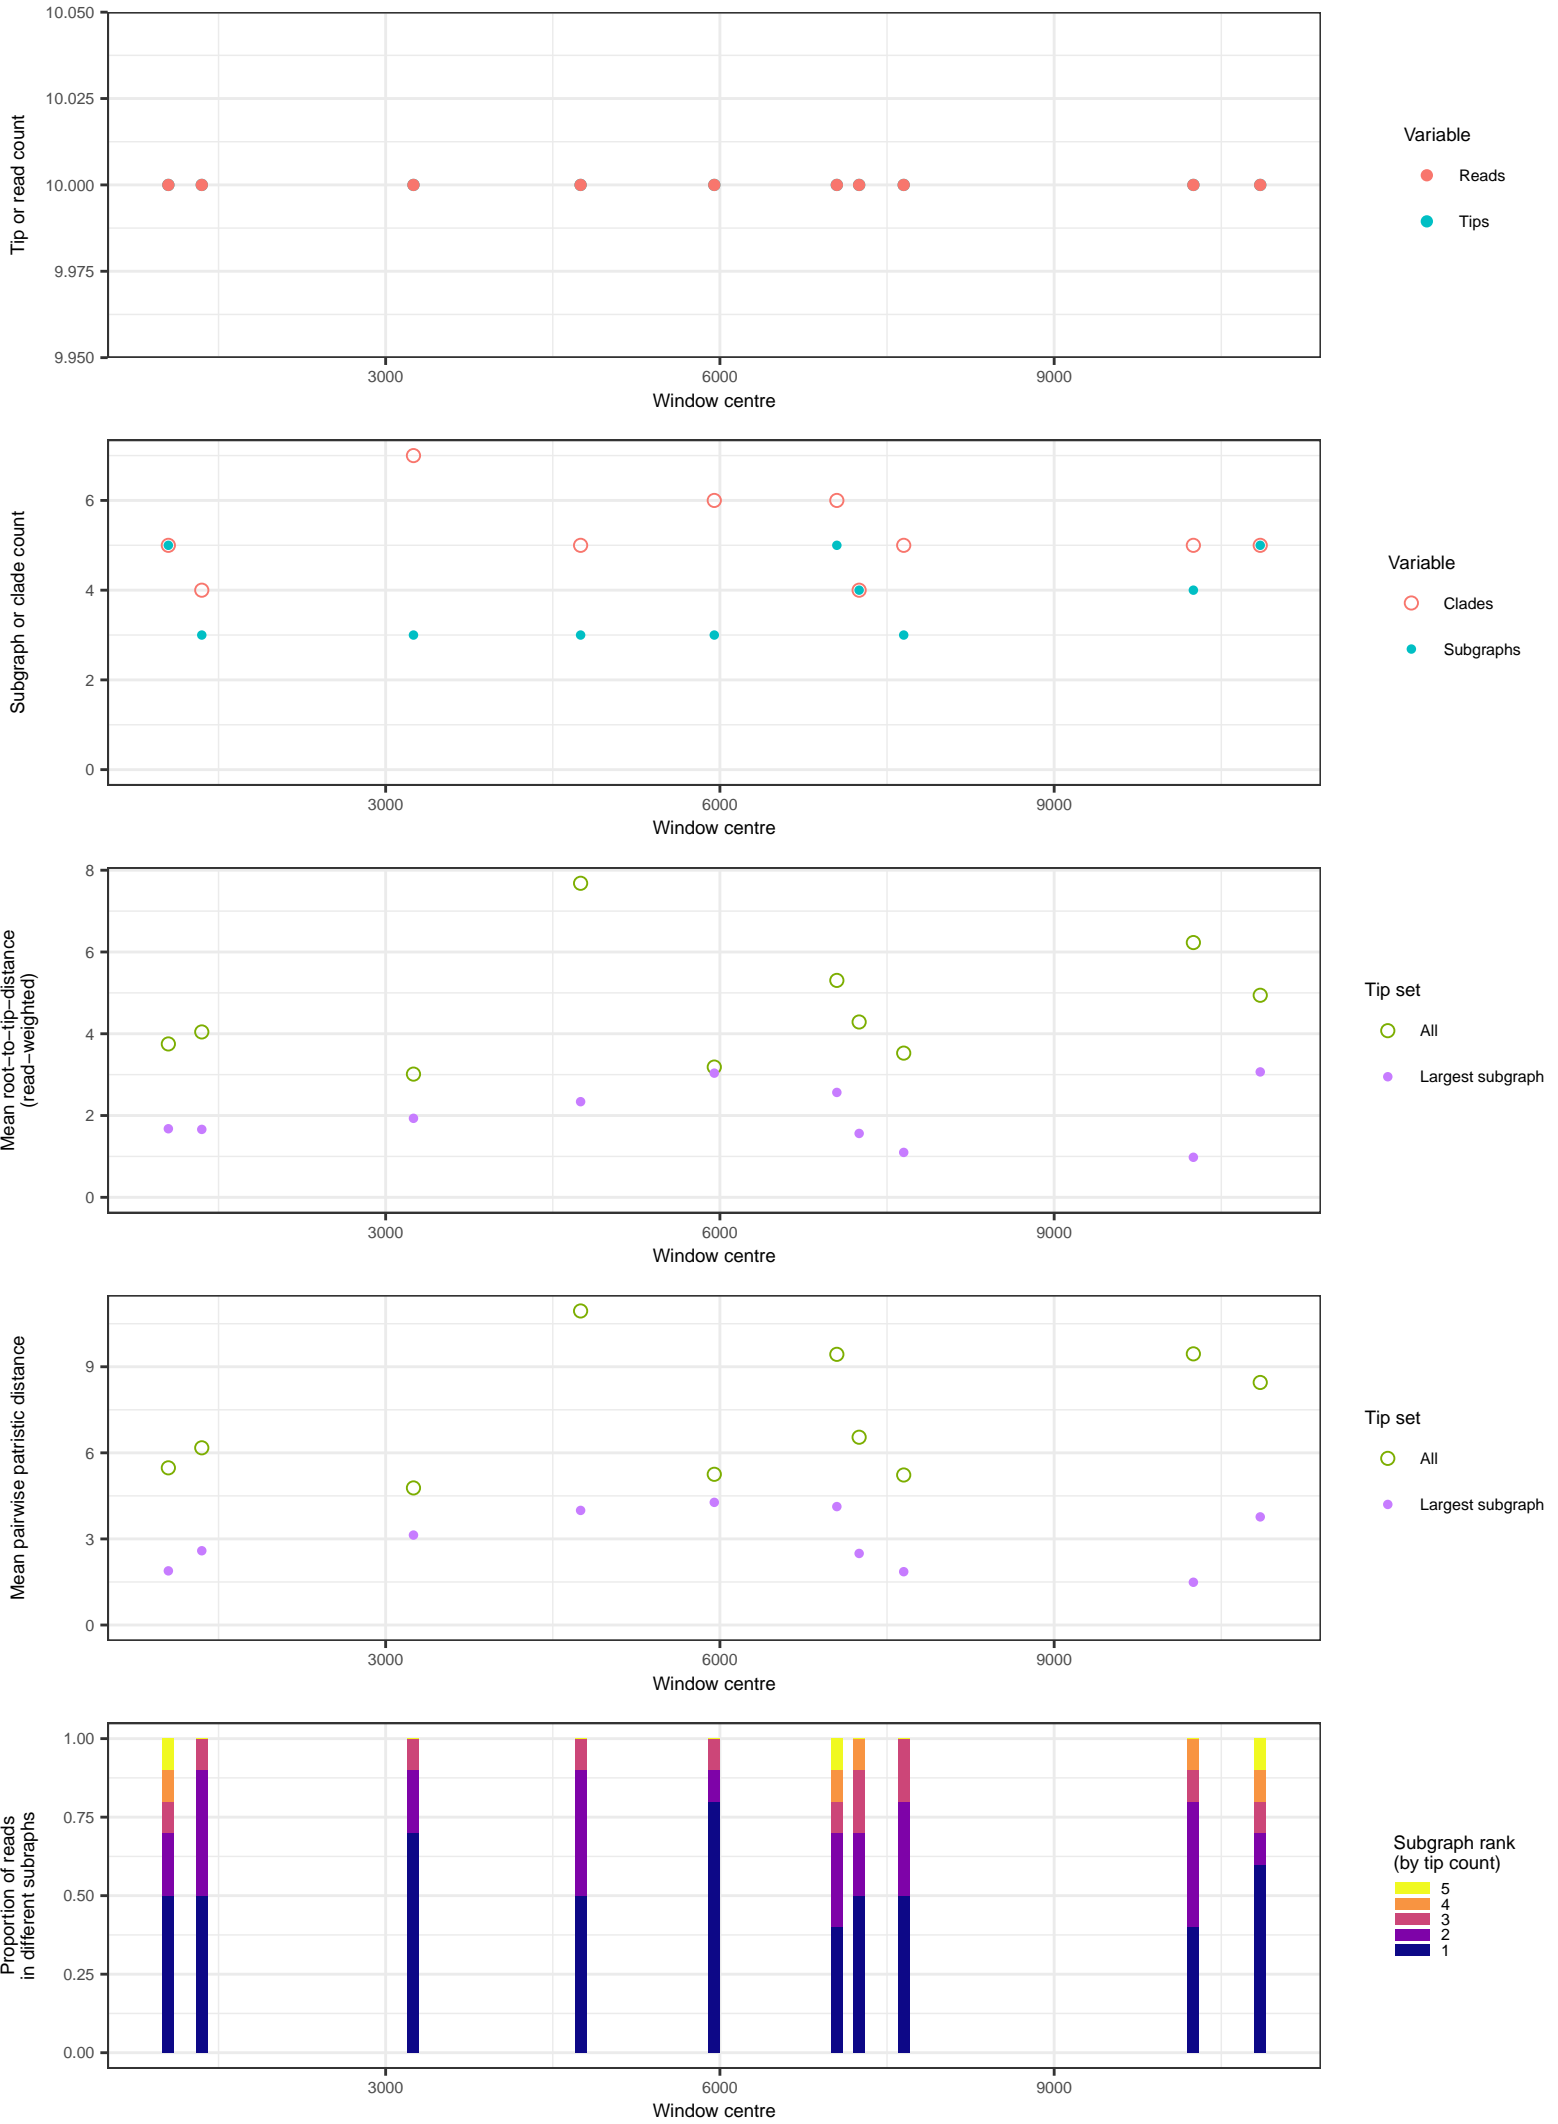 10.050
10.025
10.000
9.975
9.950
Tip or read count
3000
6000
9000
Window centre
Variable
Reads
Tips
6
4
2
0
Subgraph or clade count
3000
6000
9000
Window centre
Variable
Clades
Subgraphs
8
6
4
2
0
Mean root−to−tip−distance
(read−weighted)
3000
6000
9000
Window centre
Tip set
All
Largest subgraph
9
6
3
0
Mean pairwise patristic distance
3000
6000
9000
Window centre
Tip set
All
Largest subgraph
1.00
0.75
0.50
0.25
0.00
Proportion of reads
in different subraphs
3000
6000
9000
Window centre
Subgraph rank
(by tip count)
5
4
3
2
1